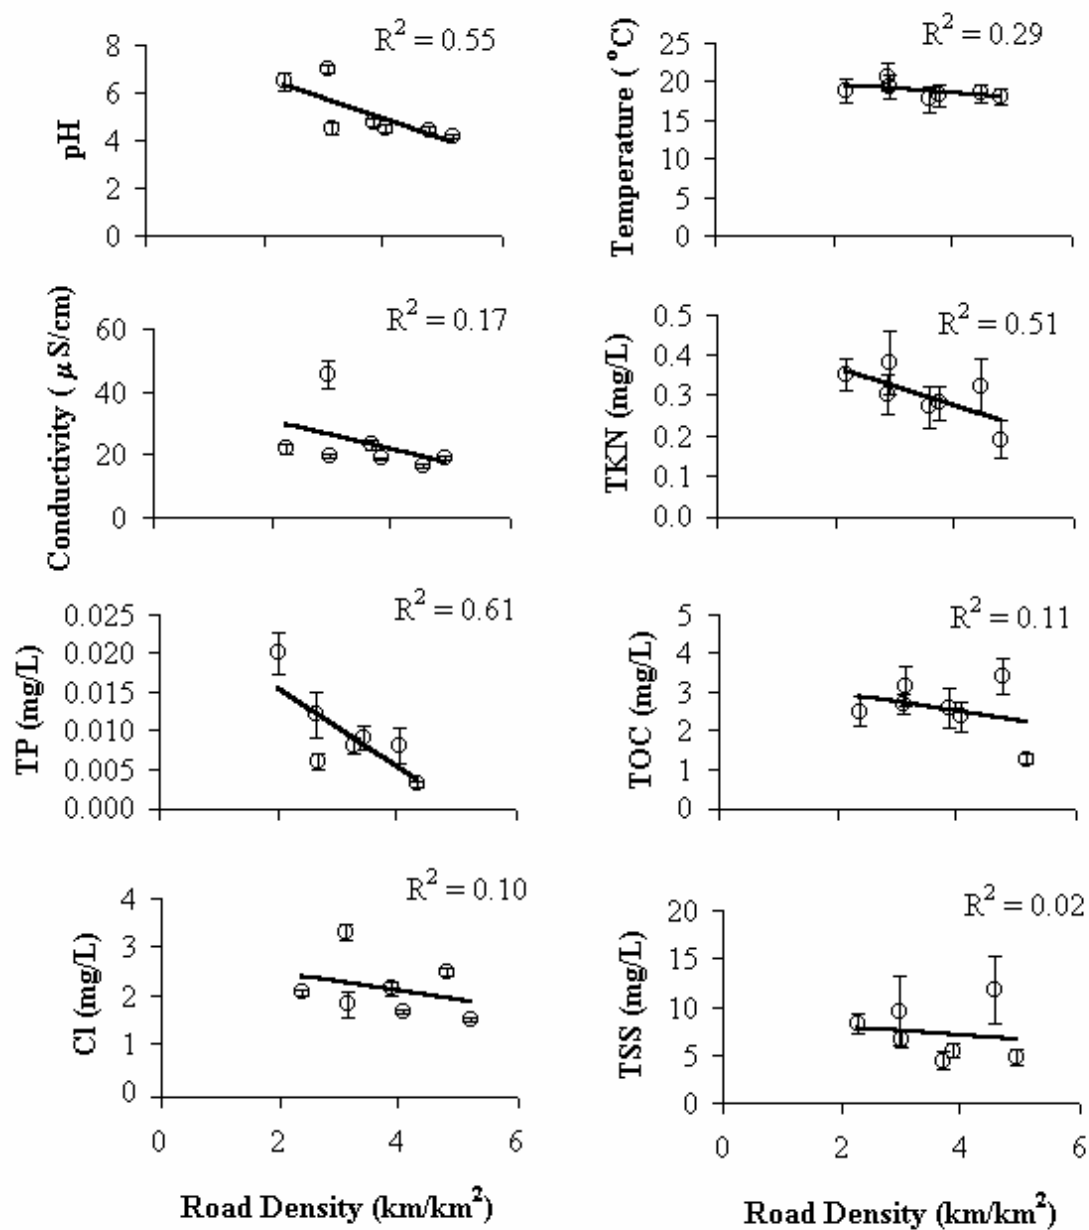 R² = 0.55
8
6
4
2
0
pH
R² = 0.29
25
20
15
10
5
0
Temperature ( °C)
R² = 0.17
60
40
20
0
Conductivity ( μ S/cm)
R² = 0.51
0.5
0.4
0.3
0.2
0.1
0.0
TKN (mg/L)
R² = 0.61
0.025
0.020
0.015
0.010
0.005
0.000
TP (mg/L)
R² = 0.11
5
4
3
2
1
0
TOC (mg/L)
R² = 0.10
4
3
2
1
0
Cl (mg/L)
0 2 4 6
Road Density (km/km²)
R² = 0.02
20
15
10
5
0
TSS (mg/L)
0 2 4 6
Road Density (km/km²)